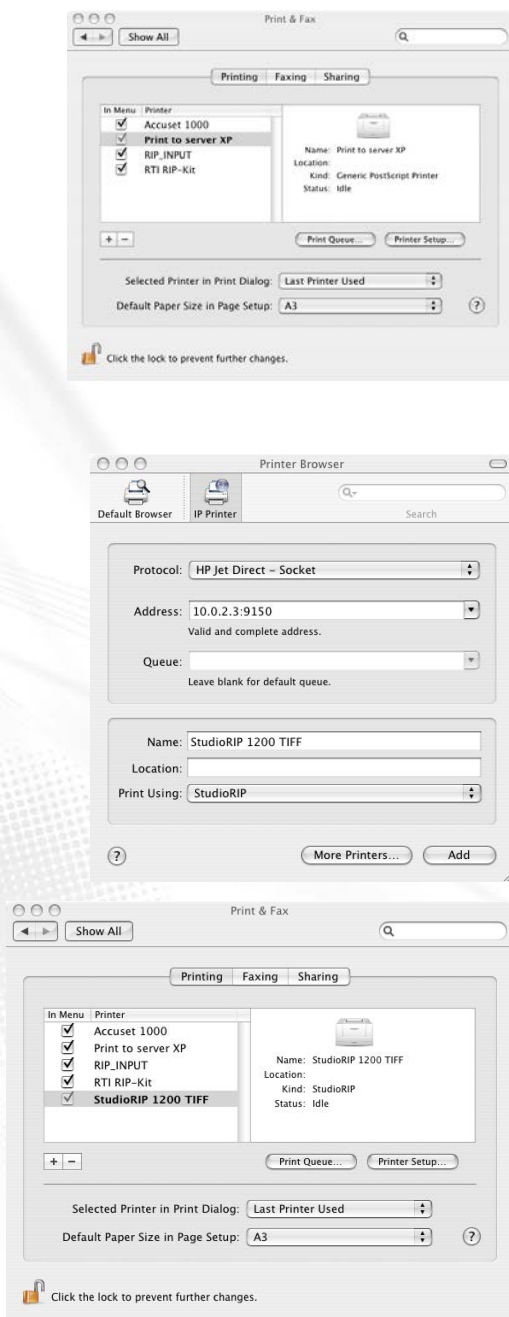 Print & Fax
Show All
Printing Faxing Sharing
In Menu Printer
Accuset 1000
Print to server XP
RIP_INPUT
RTI RIP-Kit
Name: Print to server XP
Location:
Kind: Generic PostScript Printer
Status: Idle
+ -
Print Queue... Printer Setup...
Selected Printer in Print Dialog: Last Printer Used
Default Paper Size in Page Setup: A3 ?
Click the lock to prevent further changes.
Printer Browser
Default Browser IP Printer Search
Protocol: HP Jet Direct – Socket
Address: 10.0.2.3:9150
Valid and complete address.
Queue:
Leave blank for default queue.
Name: StudioRIP 1200 TIFF
Location:
Print Using: StudioRIP
? More Printers... Add
Print & Fax
Show All
Printing Faxing Sharing
In Menu Printer
Accuset 1000
Print to server XP
RIP_INPUT
RTI RIP-Kit
StudioRIP 1200 TIFF
Name: StudioRIP 1200 TIFF
Location:
Kind: StudioRIP
Status: Idle
+ -
Print Queue... Printer Setup...
Selected Printer in Print Dialog: Last Printer Used
Default Paper Size in Page Setup: A3 ?
Click the lock to prevent further changes.